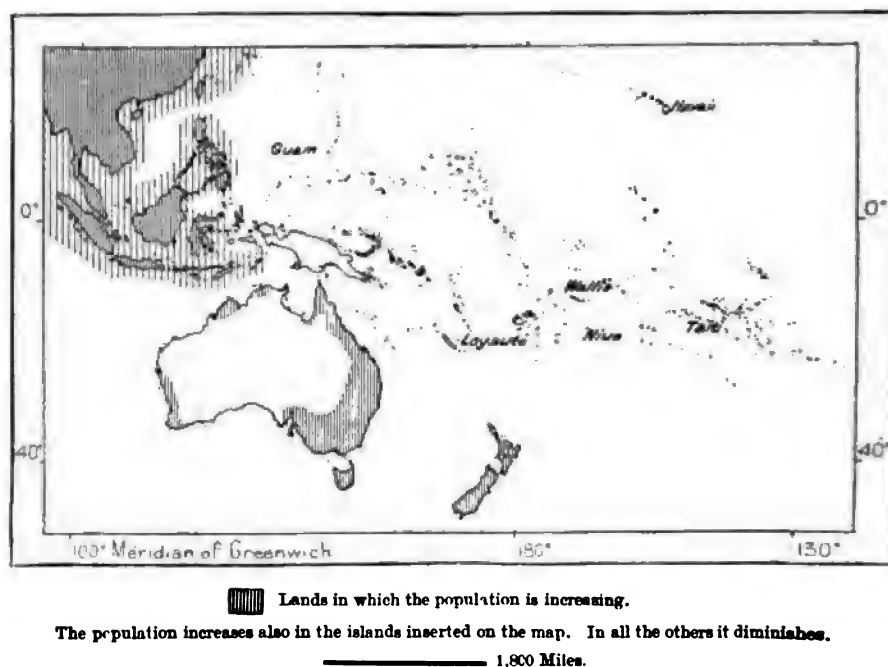 Hawaii
Guam
0°
0°
Wallis
Loyauté
Niue
Taiti
40°
40°
100° Méridian of Greenwich
180°
130°
Lands in which the population is increasing.
The population increases also in the islands inserted on the map. In all the others it diminishes.
1,800 Miles.